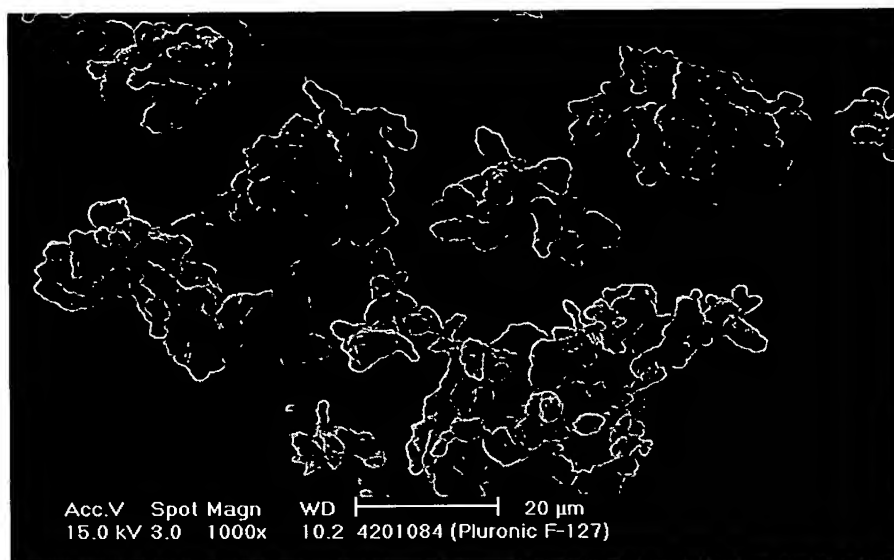 Acc.V Spot Magn WD 20 µm
15.0 kV 3.0 1000x 10.2 4201084 (Pluronic F-127)